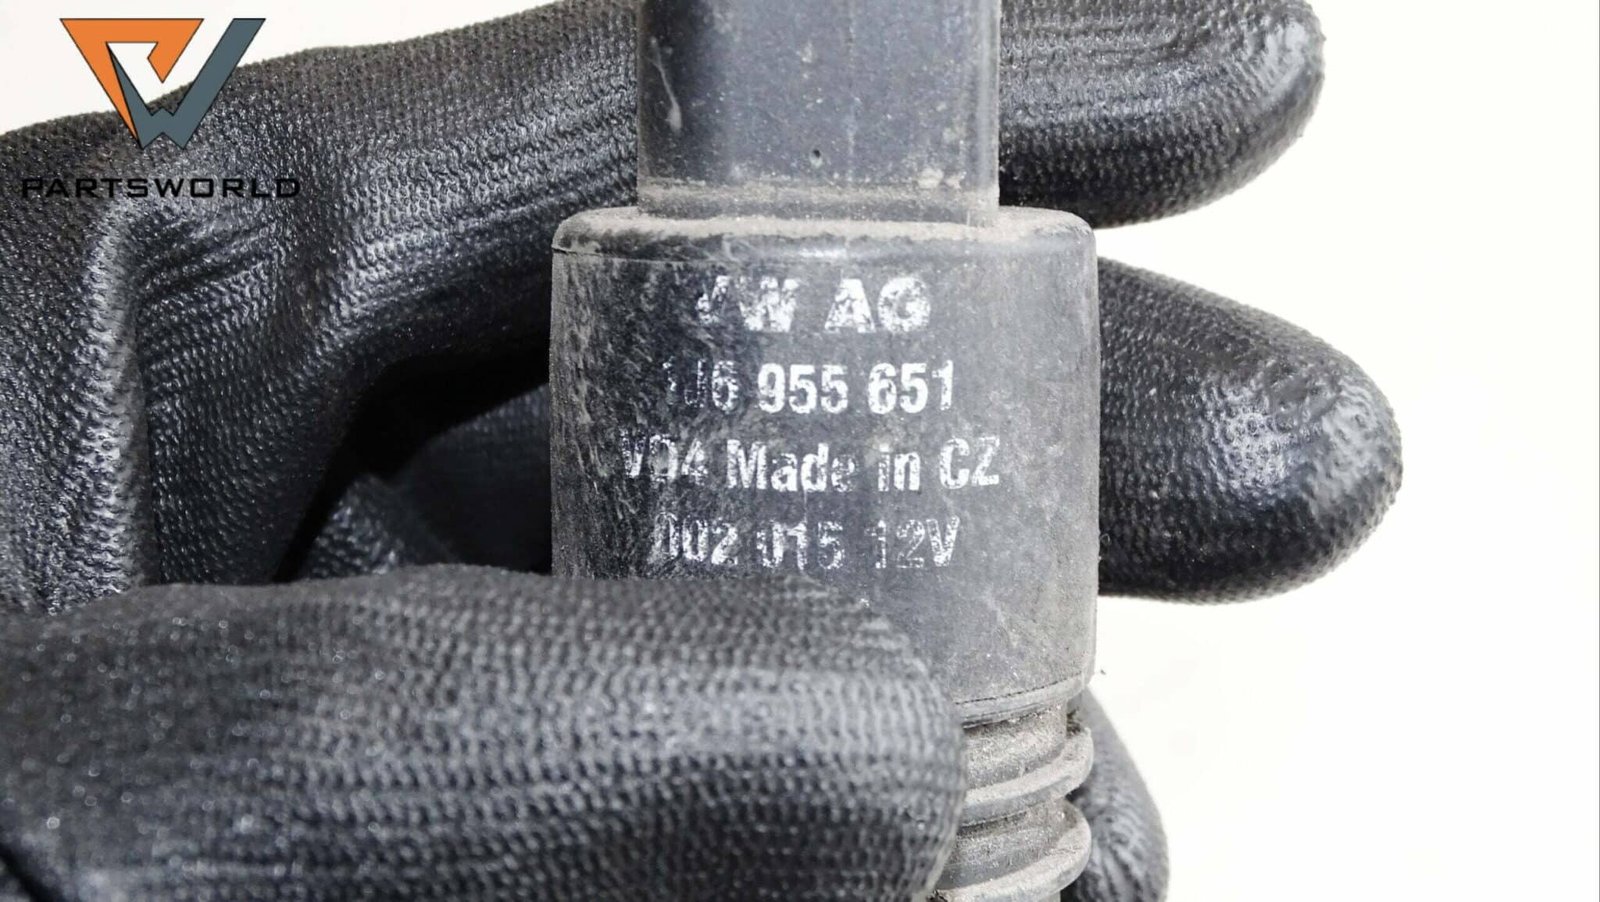 PARTSWORLD
VW AG
1J6 955 651
V04 Made in CZ
002 015 12V